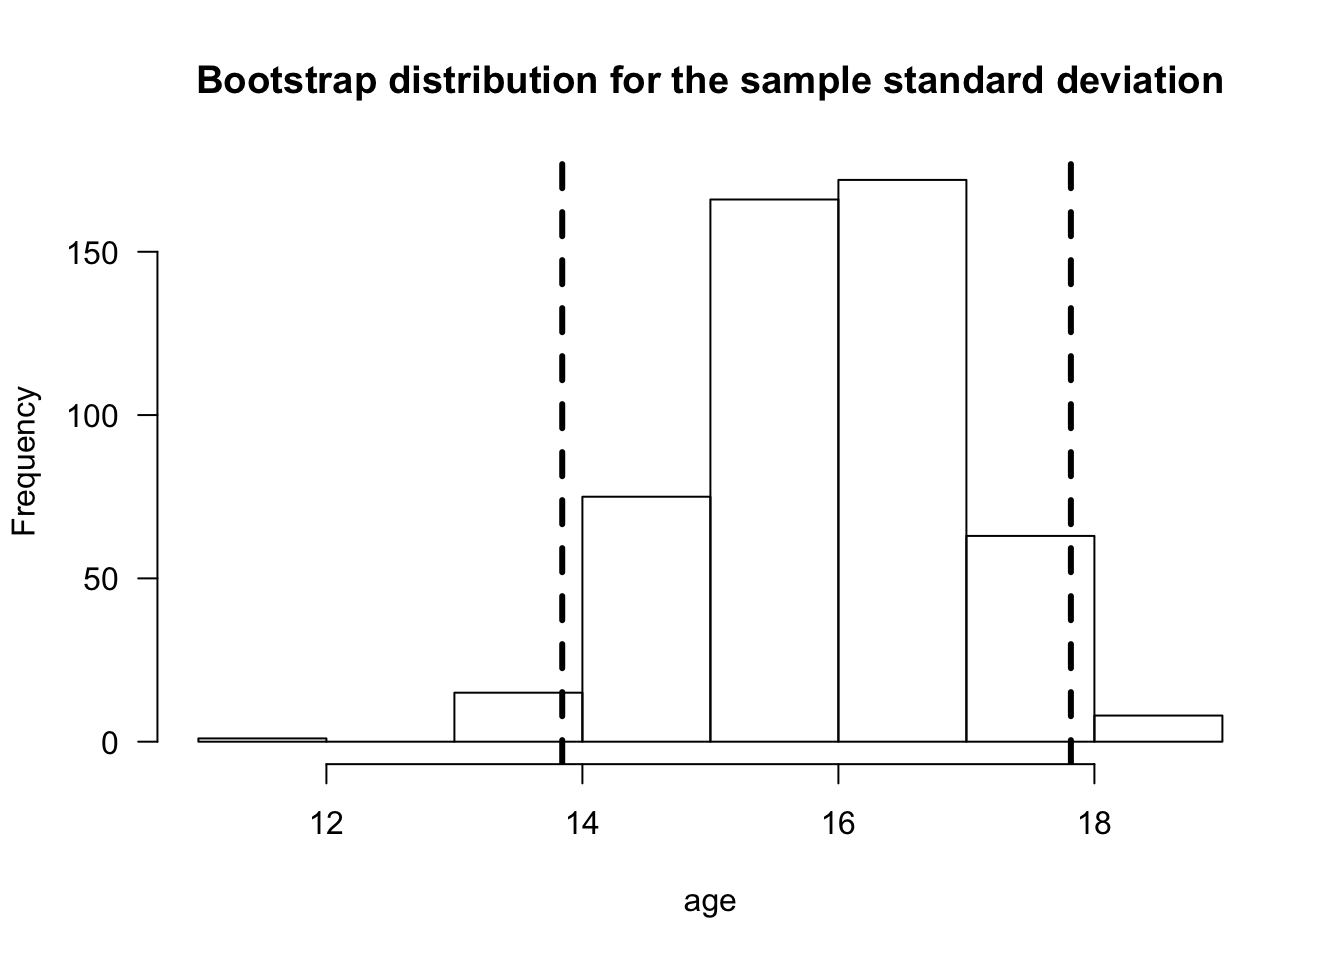 Bootstrap distribution for the sample standard deviation
Frequency
150
100
50
0
12 14 16 18
age